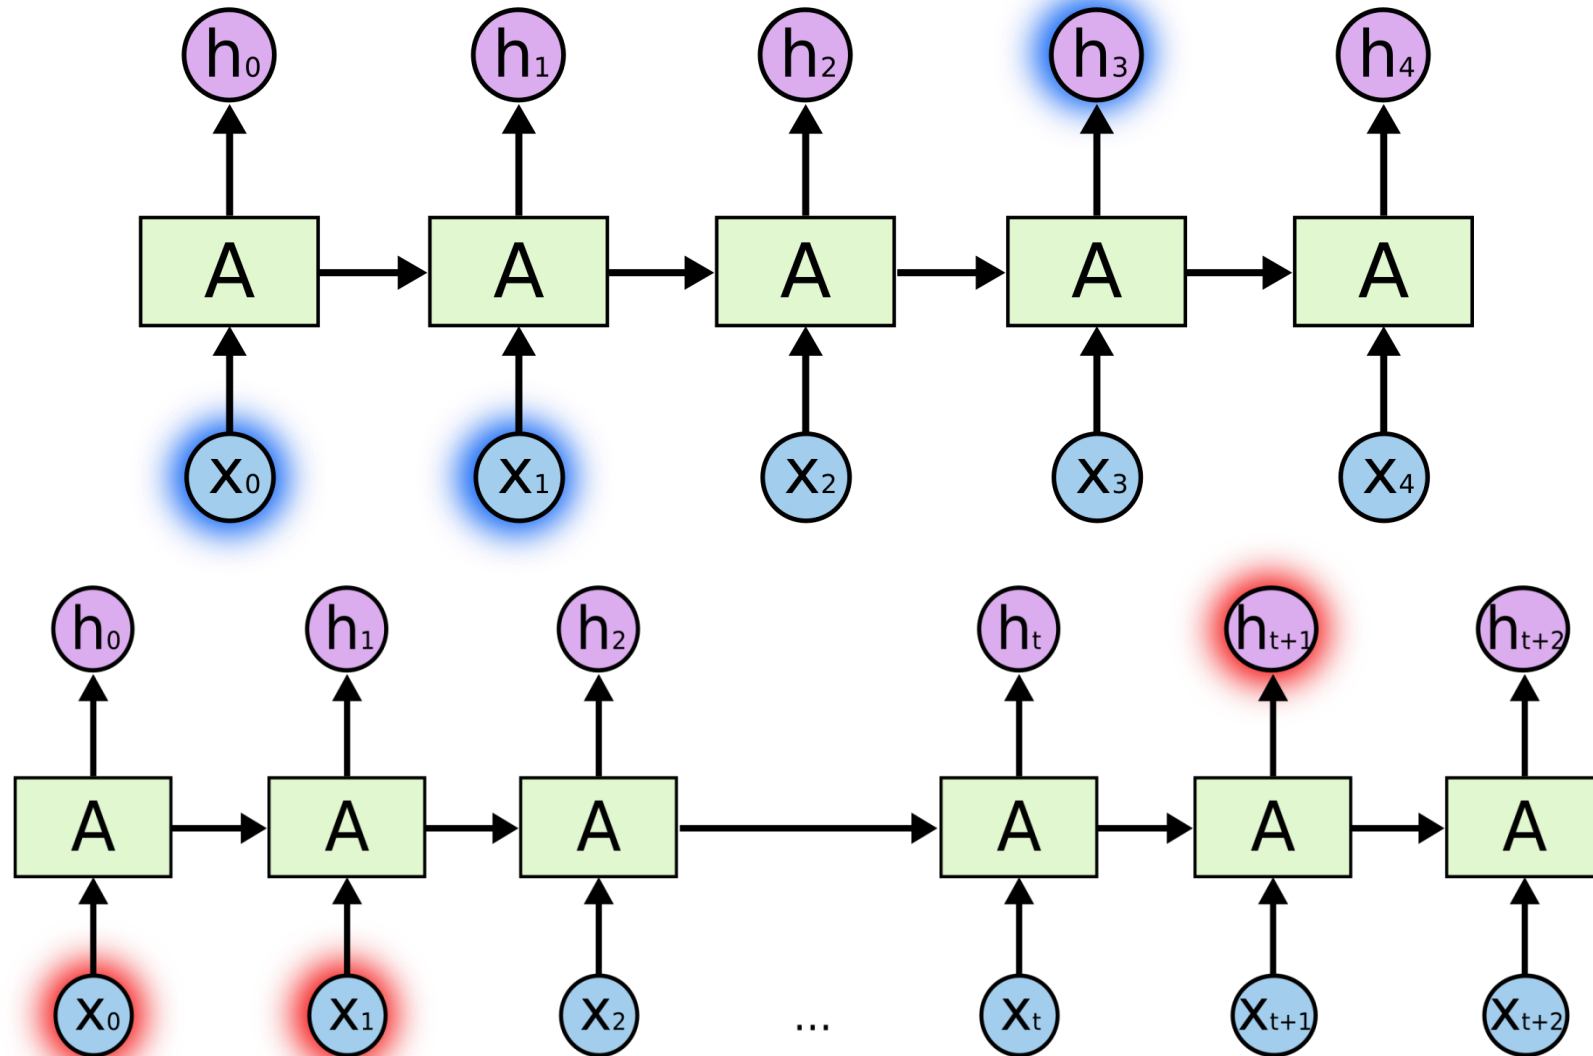 h0 h1 h2 h3 h4
A A A A A
x0 x1 x2 x3 x4
h0 h1 h2 ht ht+1 ht+2
A A A A A A
x0 x1 x2 ... xt xt+1 xt+2